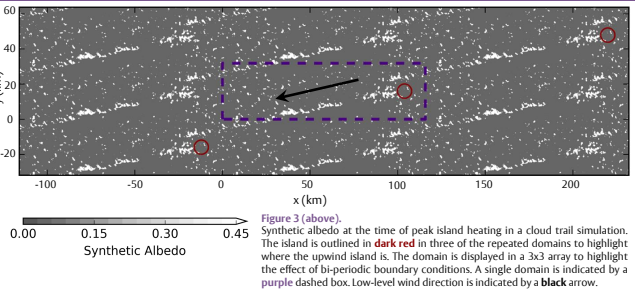 60
40
20
0
-20
-100
-50
0
50
100
150
200
x (km)
0.00
0.15
0.30
0.45
Synthetic Albedo
Figure 3 (above).
Synthetic albedo at the time of peak island heating in a cloud trail simulation.
The island is outlined in dark red in three of the repeated domains to highlight
where the upwind island is. The domain is displayed in a 3x3 array to highlight
the effect of bi-periodic boundary conditions. A single domain is indicated by a
purple dashed box. Low-level wind direction is indicated by a black arrow.